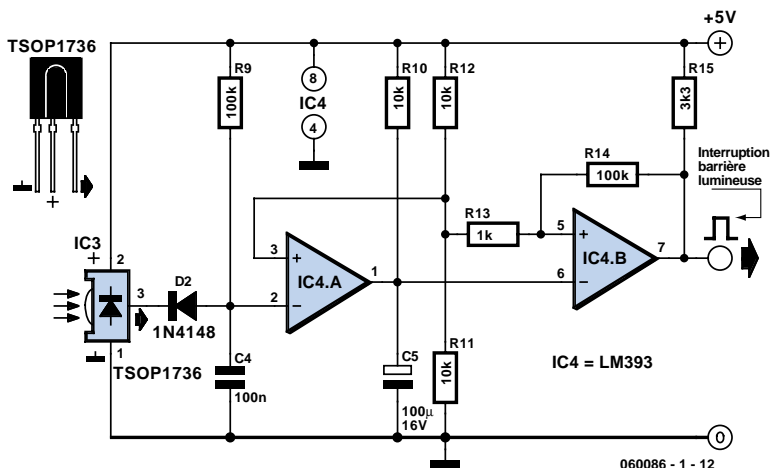 +5V
TSOP1736
R9
100k
8
IC4
4
R10
10k
R12
10k
R15
3k3
R14
100k
Interruption
barrière
lumineuse
R13
1k
IC3
+
+
2
3
1
D2
1N4148
TSOP1736
3
+
2
−
IC4.A
1
5
+
6
−
IC4.B
7
C4
100n
C5
100µ
16V
R11
10k
IC4 = LM393
0
060086 - 1 - 12